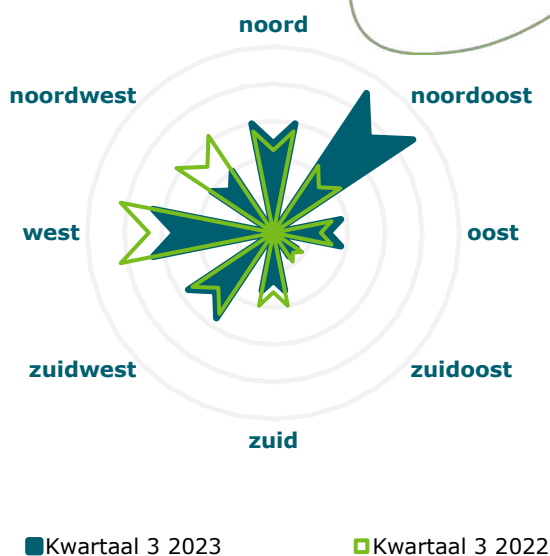 noord
noordwest
noordoost
west
oost
zuidwest
zuidoost
zuid
Kwartaal 3 2023
Kwartaal 3 2022